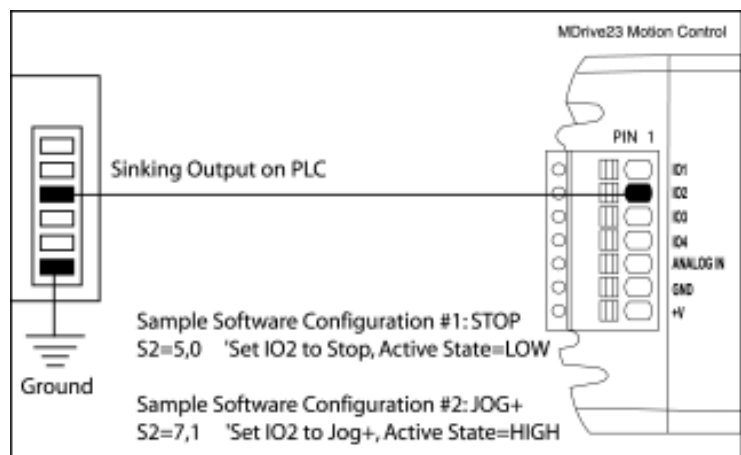 MDrive23 Motion Control
PIN 1
Sinking Output on PLC
IO1
IO2
IO3
IO4
ANALOG IN
GND
+V
Sample Software Configuration #1: STOP
S2=5,0 'Set IO2 to Stop, Active State=LOW
Ground
Sample Software Configuration #2: JOG+
S2=7,1 'Set IO2 to Jog+, Active State=HIGH